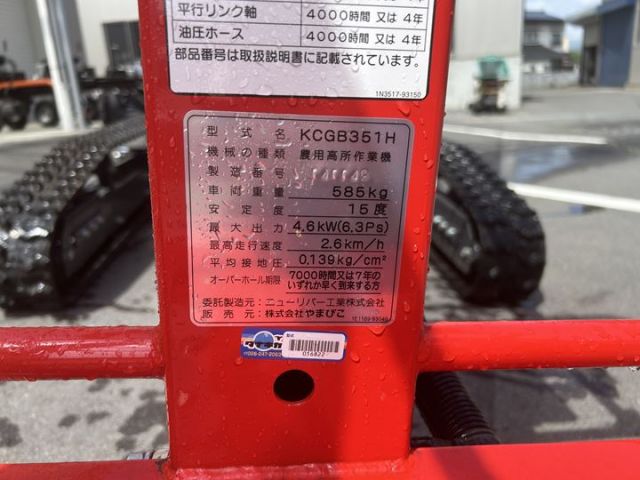 平行リンク軸 4000時間 又は 4年
油圧ホース 4000時間 又は 4年
部品番号は取扱説明書に記載されています。
1N3517-93150
型式名 KCGB351H
機械の種類 農用高所作業機
製造番号
車両重量 585kg
安定度 15度
最大出力 4.6kW(6.3Ps)
最高走行速度 2.6km/h
平均接地圧 0.139kg/cm²
オーバーホール期限 7000時間又は7年の
いずれか早く到来する方
委託製造元：ニューリバー工業株式会社
販売元：株式会社やまびこ
056822